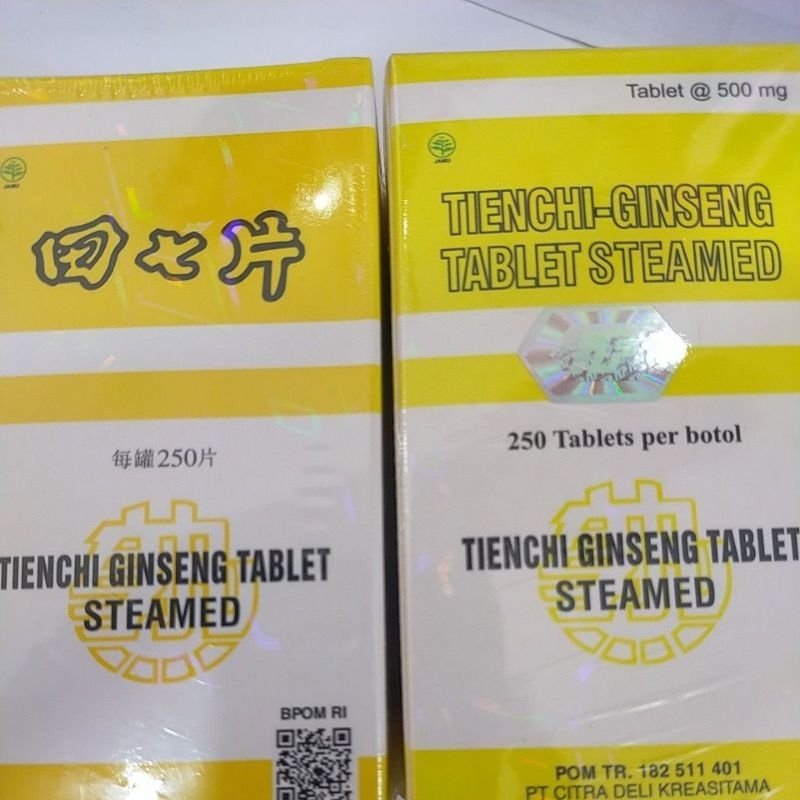 JAMU
田七片
每罐250片
TIENCHI GINSENG TABLET
STEAMED
BPOM RI
Tablet @ 500 mg
JAMU
TIENCHI-GINSENG
TABLET STEAMED
250 Tablets per botol
TIENCHI GINSENG TABLET
STEAMED
POM TR. 182 511 401
PT CITRA DELI KREASITAMA